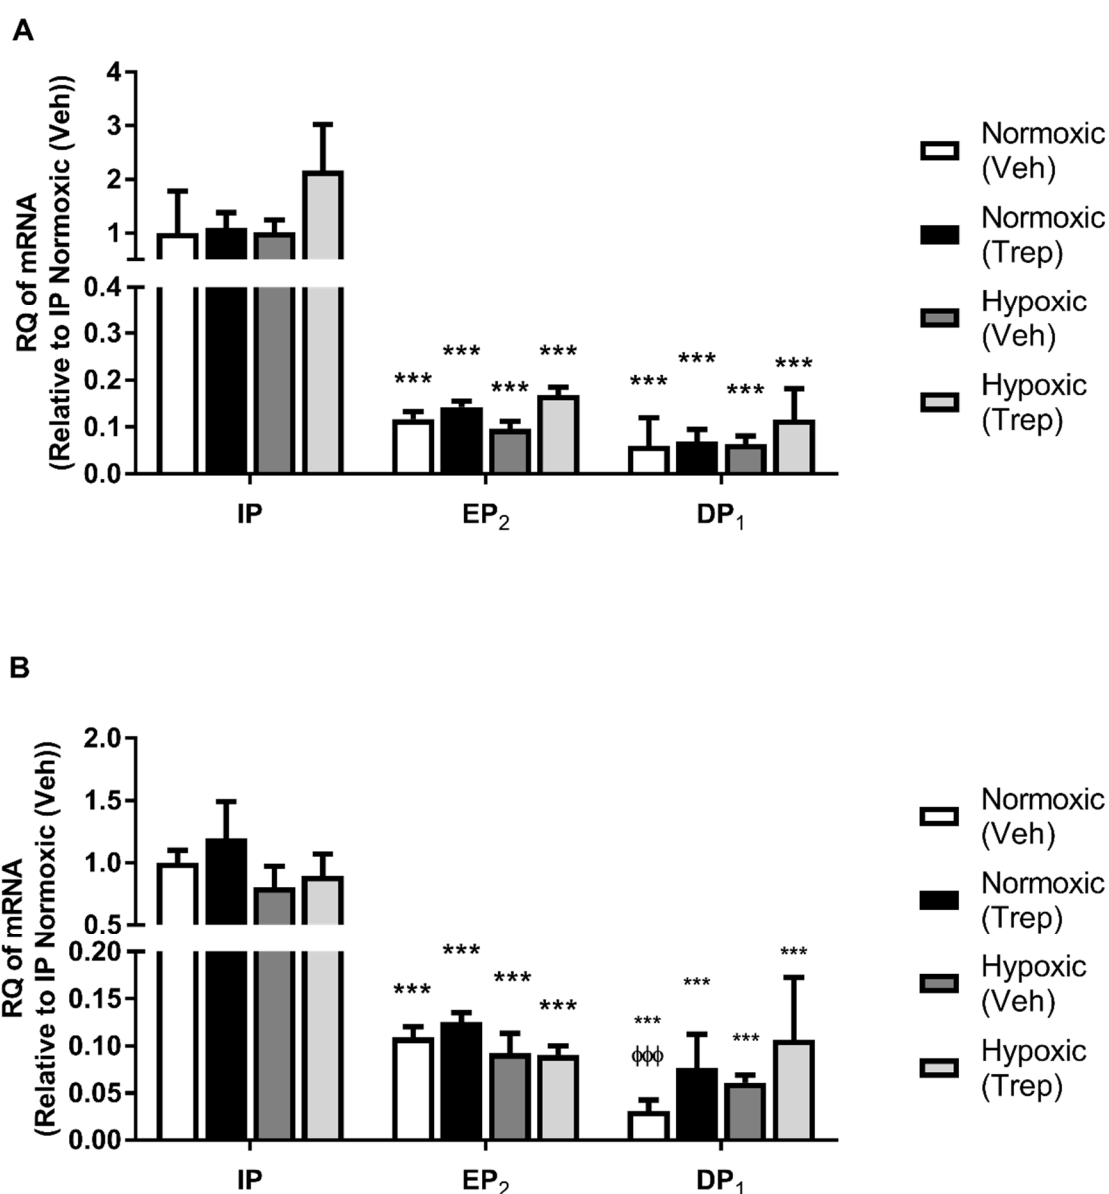 A
RQ of mRNA
(Relative to IP Normoxic (Veh))
4
3
2
1
0.4
0.3
0.2
0.1
0.0
*** *** *** ***
*** *** *** ***
IP EP2 DP1
Normoxic
(Veh)
Normoxic
(Trep)
Hypoxic
(Veh)
Hypoxic
(Trep)
B
RQ of mRNA
(Relative to IP Normoxic (Veh))
2.0
1.5
1.0
0.5
0.20
0.15
0.10
0.05
0.00
*** *** *** ***
*** *** *** ***
ϕϕϕ
IP EP2 DP1
Normoxic
(Veh)
Normoxic
(Trep)
Hypoxic
(Veh)
Hypoxic
(Trep)